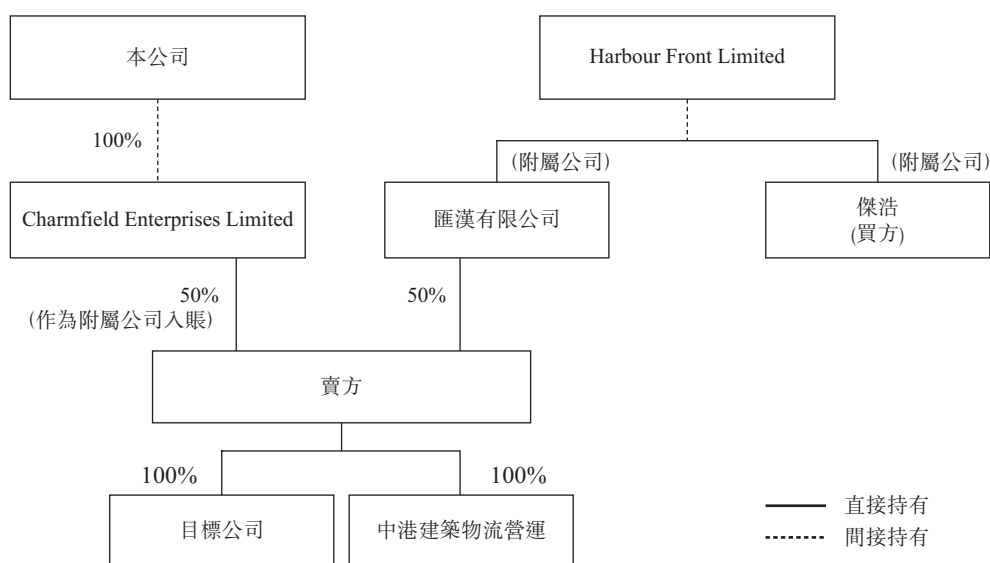 本公司
Harbour Front Limited
100%
(附屬公司)
(附屬公司)
Charmfield Enterprises Limited
匯漢有限公司
傑浩
(買方)
50%
(作為附屬公司入賬)
50%
賣方
100%
100%
目標公司
中港建築物流營運
直接持有
間接持有